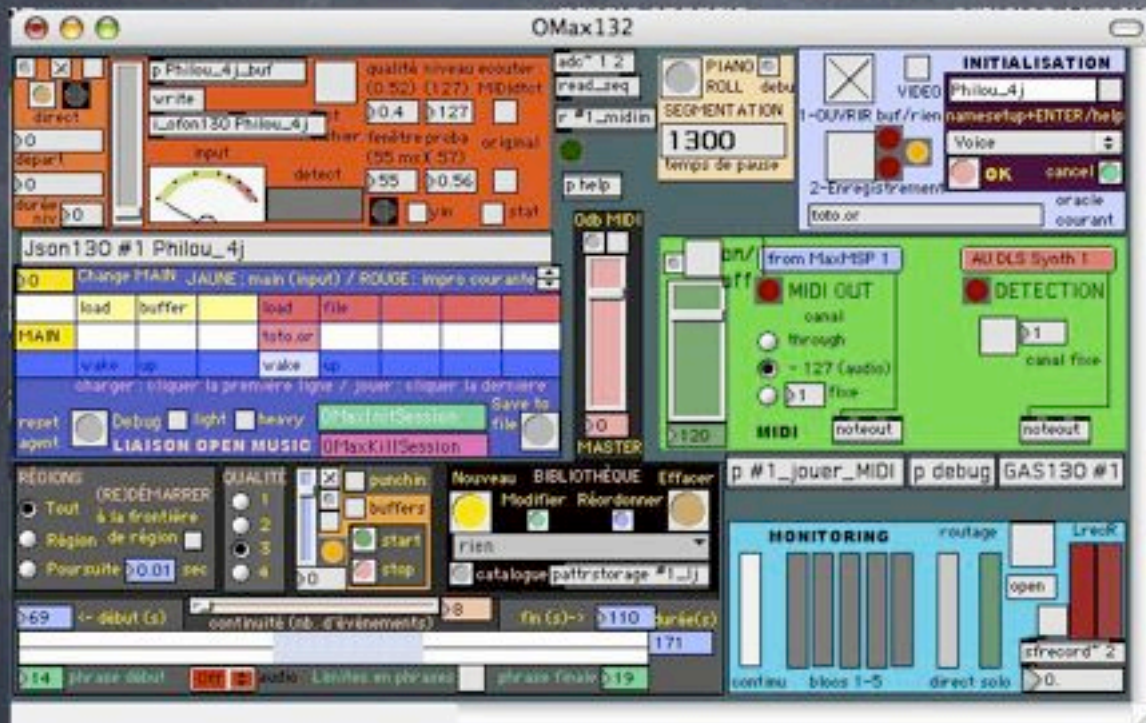 OMax132
p Philou_4j_buf
write
i_ofon130 Philou_4j
direct
0
depart
0
durée
niv
0
input
detect
qualité niveau ecouter :
(0.52) (127) MIDIdtct
0.4
127
fenêtre proba original
(55 ms) (.57)
55
0.56
yin
stat
adc~ 1 2
read_seq
r #1_midiin
p help
PIANO
ROLL
debu
SEGMENTATION
1300
temps de pause
INITIALISATION
VIDEO
Philou_4j
1-OUVRIR buf/rien
namesetup+ENTER/help
Voice
OK
cancel
2-Enregistrement
oracle
courant
toto.or
Json130 #1 Philou_4j
0
Change MAIN JAUNE : main (input) / ROUGE : impro courante
load buffer load file
MAIN toto.or
wake up wake up
charger : cliquer la première ligne / jouer : cliquer la dernière
reset
agent
Debug light heavy
LIAISON OPEN MUSIC
OMaxInitSession
OMaxKillSession
Save to
file
0db MIDI
0
MASTER
on/
off
from MaxMSP 1
AU DLS Synth 1
MIDI OUT
canal
through
- 127 (audio)
1 fixe
DETECTION
1
canal fixe
120
MIDI
noteout
noteout
RÉGIONS
Tout
Région
Poursuite
(RE)DÉMARRER
à la frontière
de région
0.01 sec
QUALITÉ
1
2
3
4
punchin
buffers
start
stop
0
Nouveau BIBLIOTHÈQUE Effacer
Modifier Réordonner
rien
catalogue
pattrstorage #1_lj
p #1_jouer_MIDI
p debug
GAS130 #1
69
<- début (s)
continuité (nb. d'événements)
8
fin (s)->
110
durée(s)
171
14
phrase début
audio
Limites en phrases
phrase finale
19
MONITORING
routage
open
continu
blocs 1-5
direct solo
sfrecord~ 2
0.